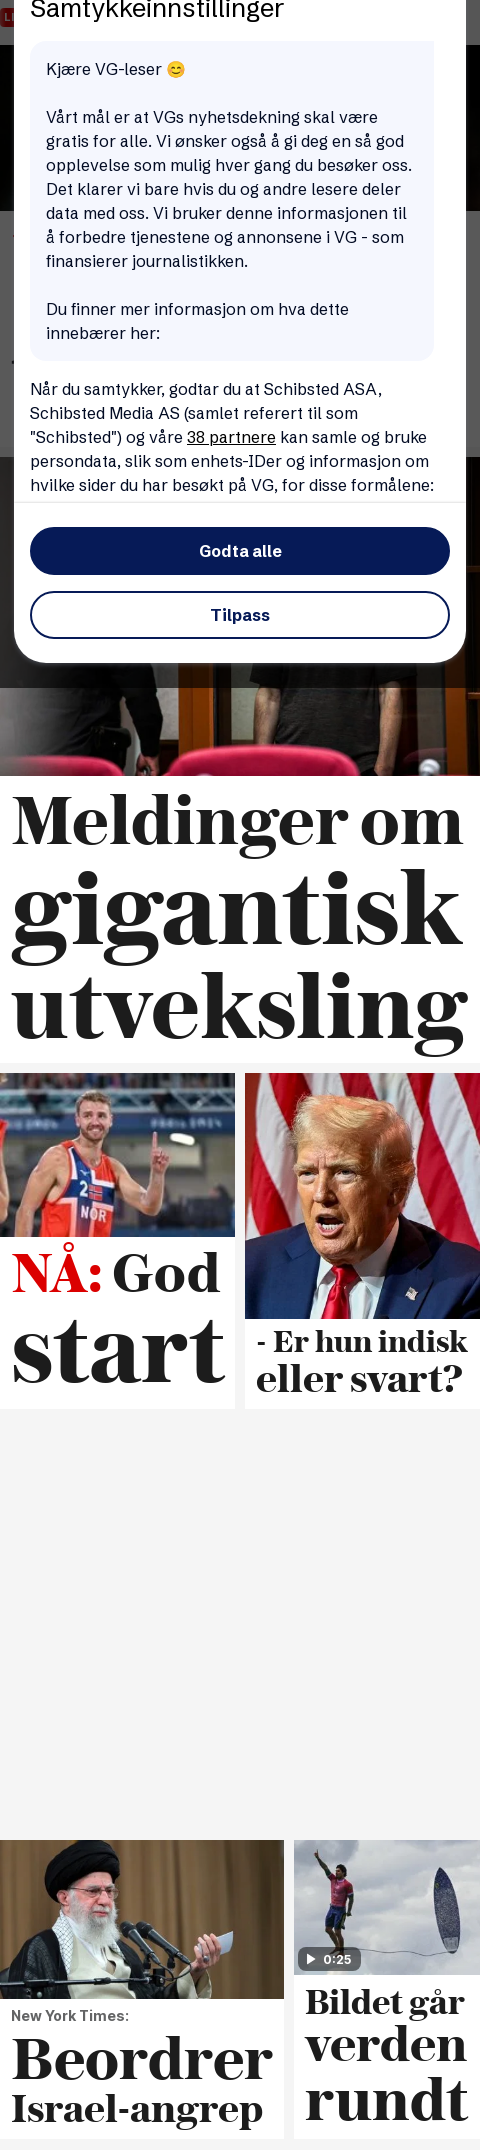 Samtykkeinnstillinger
Kjære VG-leser 😊
Vårt mål er at VGs nyhetsdekning skal være
gratis for alle. Vi ønsker også å gi deg en så god
opplevelse som mulig hver gang du besøker oss.
Det klarer vi bare hvis du og andre lesere deler
data med oss. Vi bruker denne informasjonen til
å forbedre tjenestene og annonsene i VG - som
finansierer journalistikken.
Du finner mer informasjon om hva dette
innebærer her:
Når du samtykker, godtar du at Schibsted ASA,
Schibsted Media AS (samlet referert til som
"Schibsted") og våre 38 partnere kan samle og bruke
persondata, slik som enhets-IDer og informasjon om
hvilke sider du har besøkt på VG, for disse formålene:
Godta alle
Tilpass
Meldinger om
gigantisk
utveksling
2
NOR
NÅ: God
start
- Er hun indisk
eller svart?
0:25
New York Times:
Beordrer
Israel-angrep
Bildet går
verden
rundt